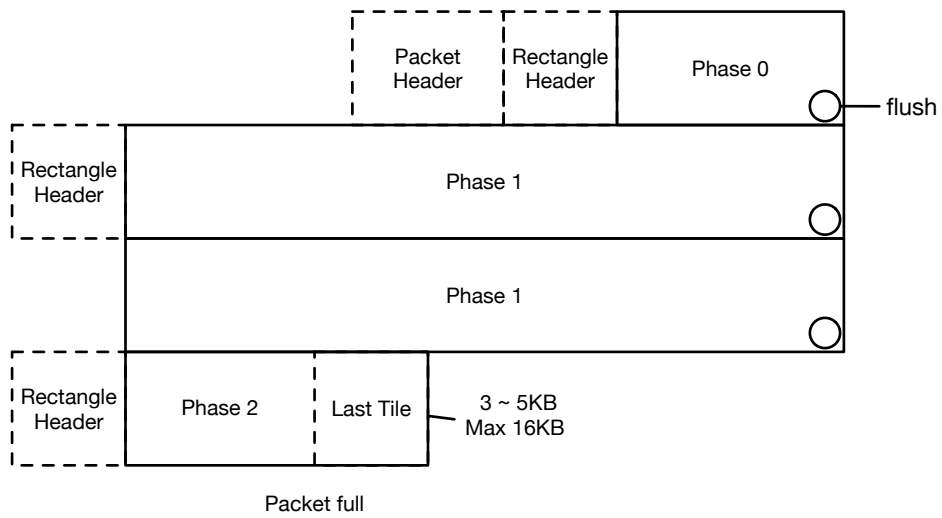 Packet
Header
Rectangle
Header
Phase 0
flush
Rectangle
Header
Phase 1
Phase 1
Rectangle
Header
Phase 2
Last Tile
3 ~ 5KB
Max 16KB
Packet full